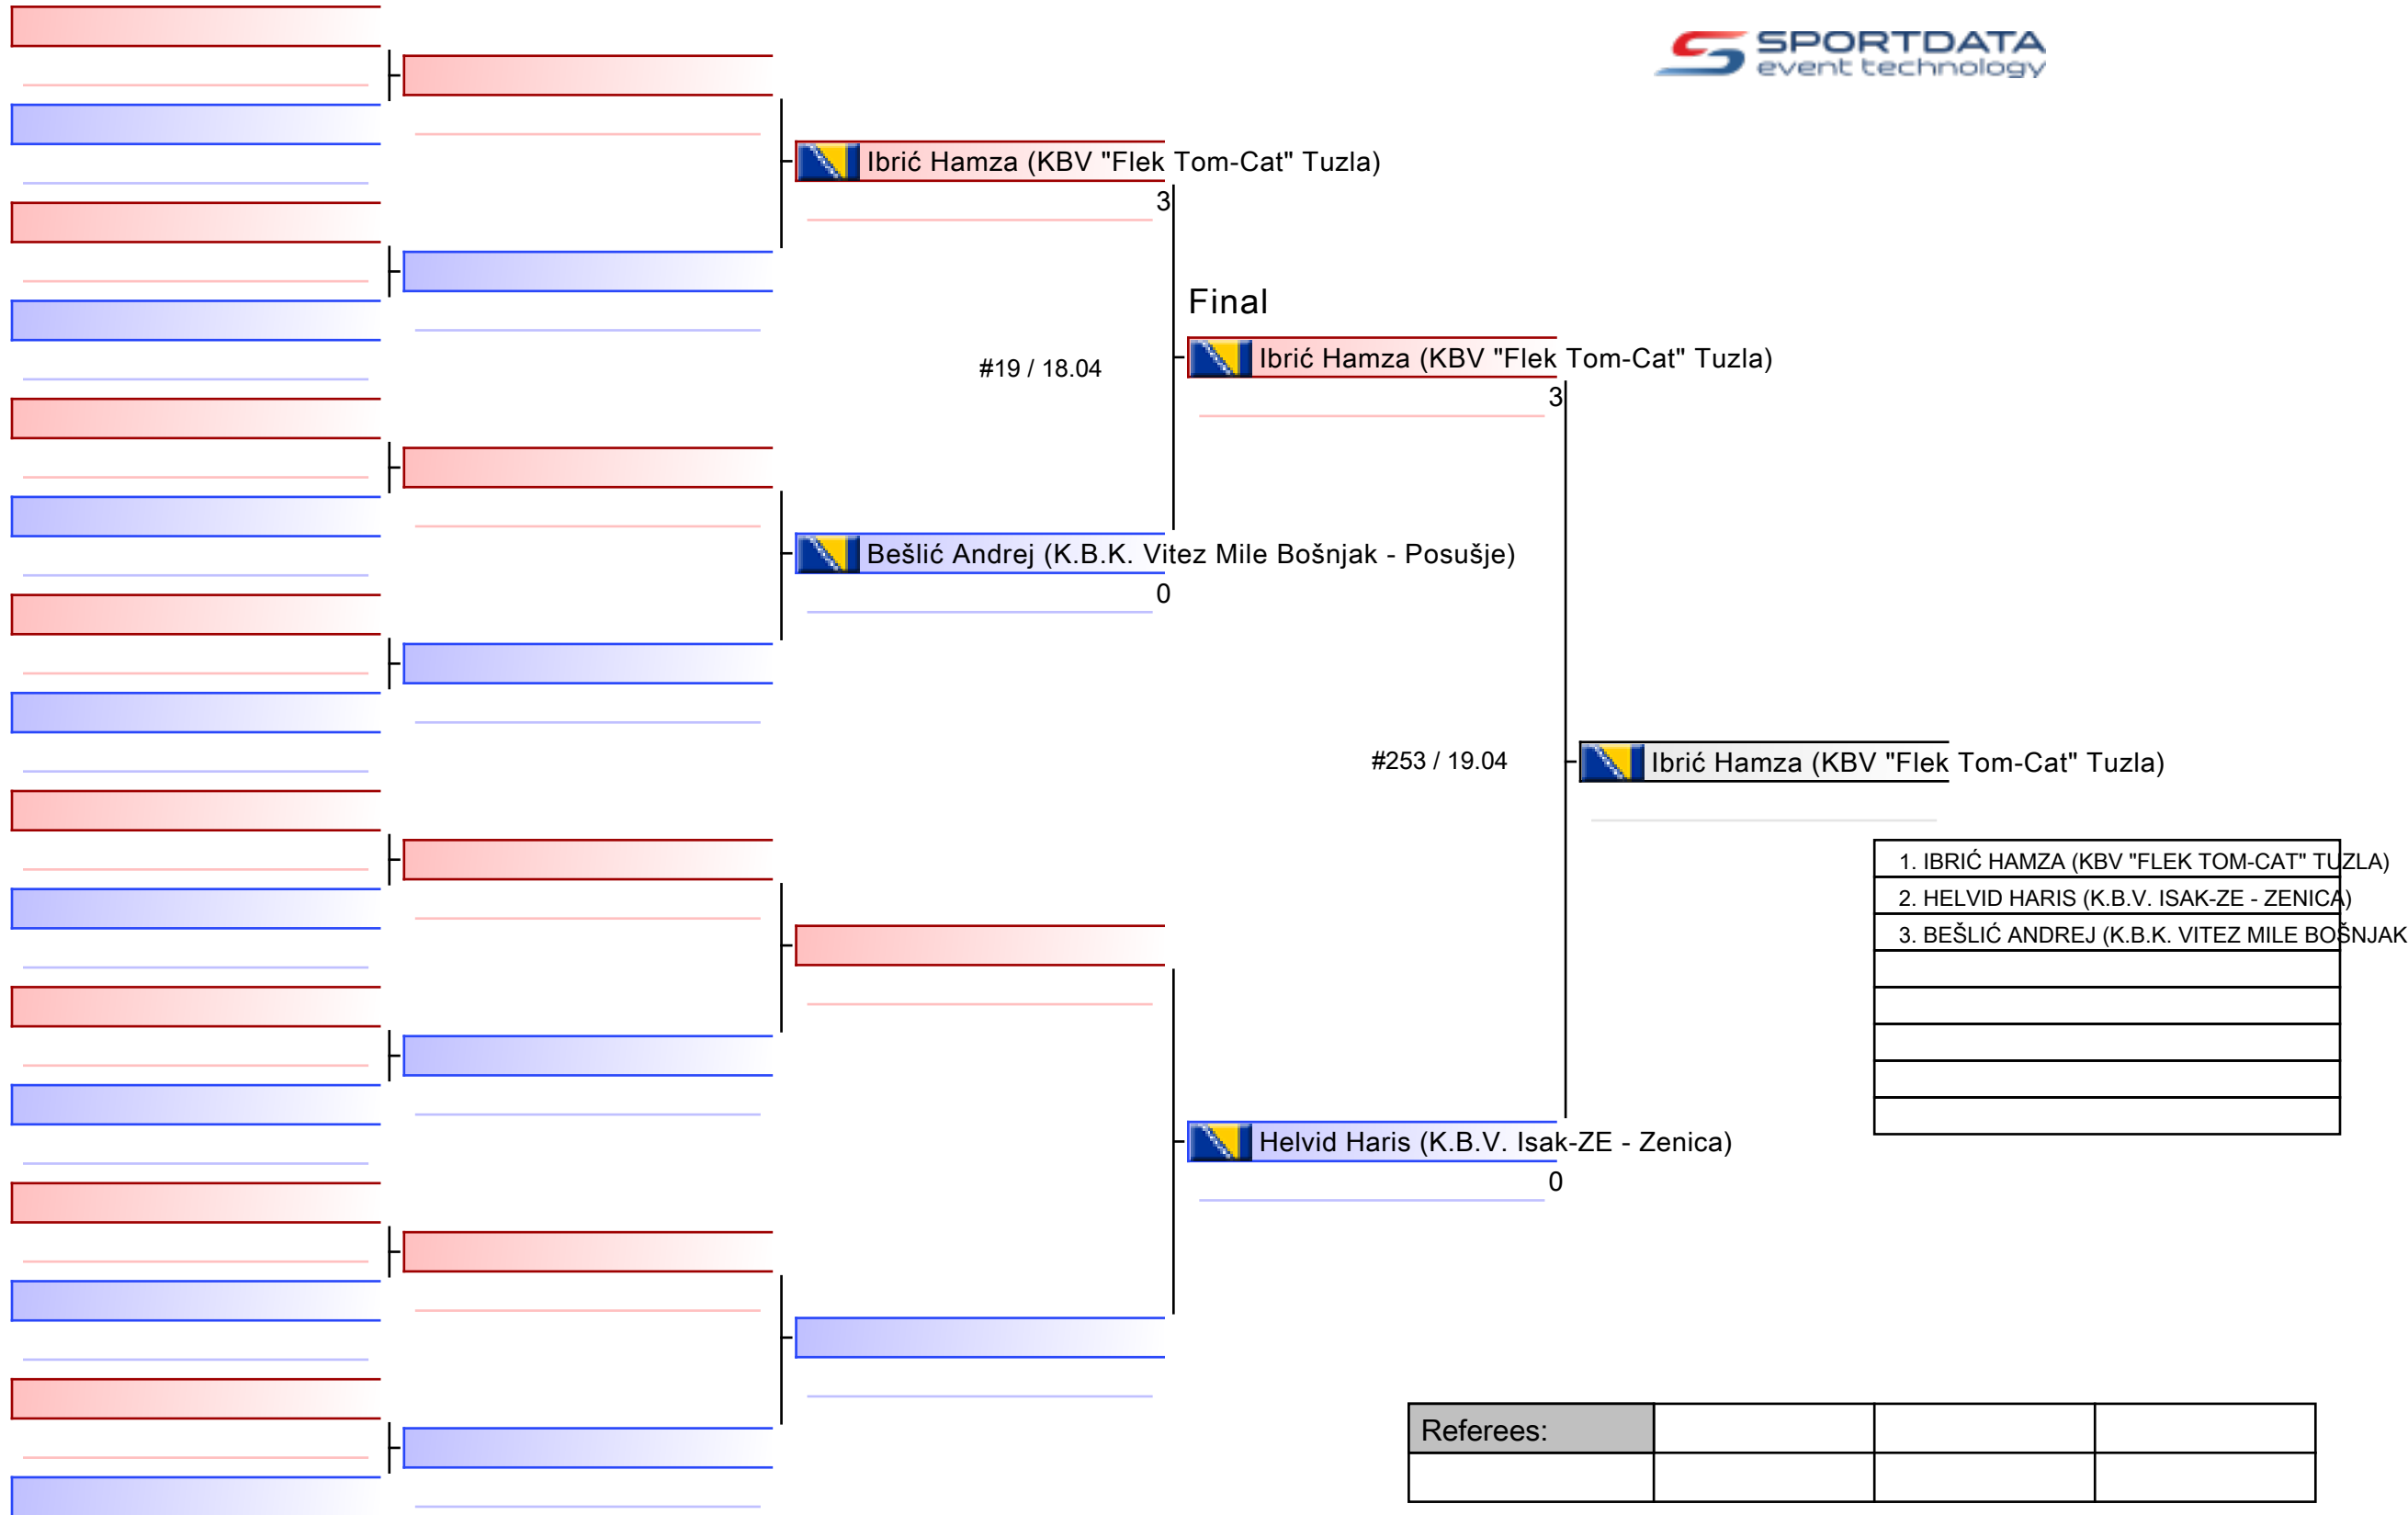 SPORTDATA
event technology
Ibrić Hamza (KBV "Flek Tom-Cat" Tuzla)
3
Final
#19 / 18.04
Ibrić Hamza (KBV "Flek Tom-Cat" Tuzla)
3
Bešlić Andrej (K.B.K. Vitez Mile Bošnjak - Posušje)
0
#253 / 19.04
Ibrić Hamza (KBV "Flek Tom-Cat" Tuzla)
1. IBRIĆ HAMZA (KBV "FLEK TOM-CAT" TUZLA)
2. HELVID HARIS (K.B.V. ISAK-ZE - ZENICA)
3. BEŠLIĆ ANDREJ (K.B.K. VITEZ MILE BOŠNJAK
Helvid Haris (K.B.V. Isak-ZE - Zenica)
0
Referees: